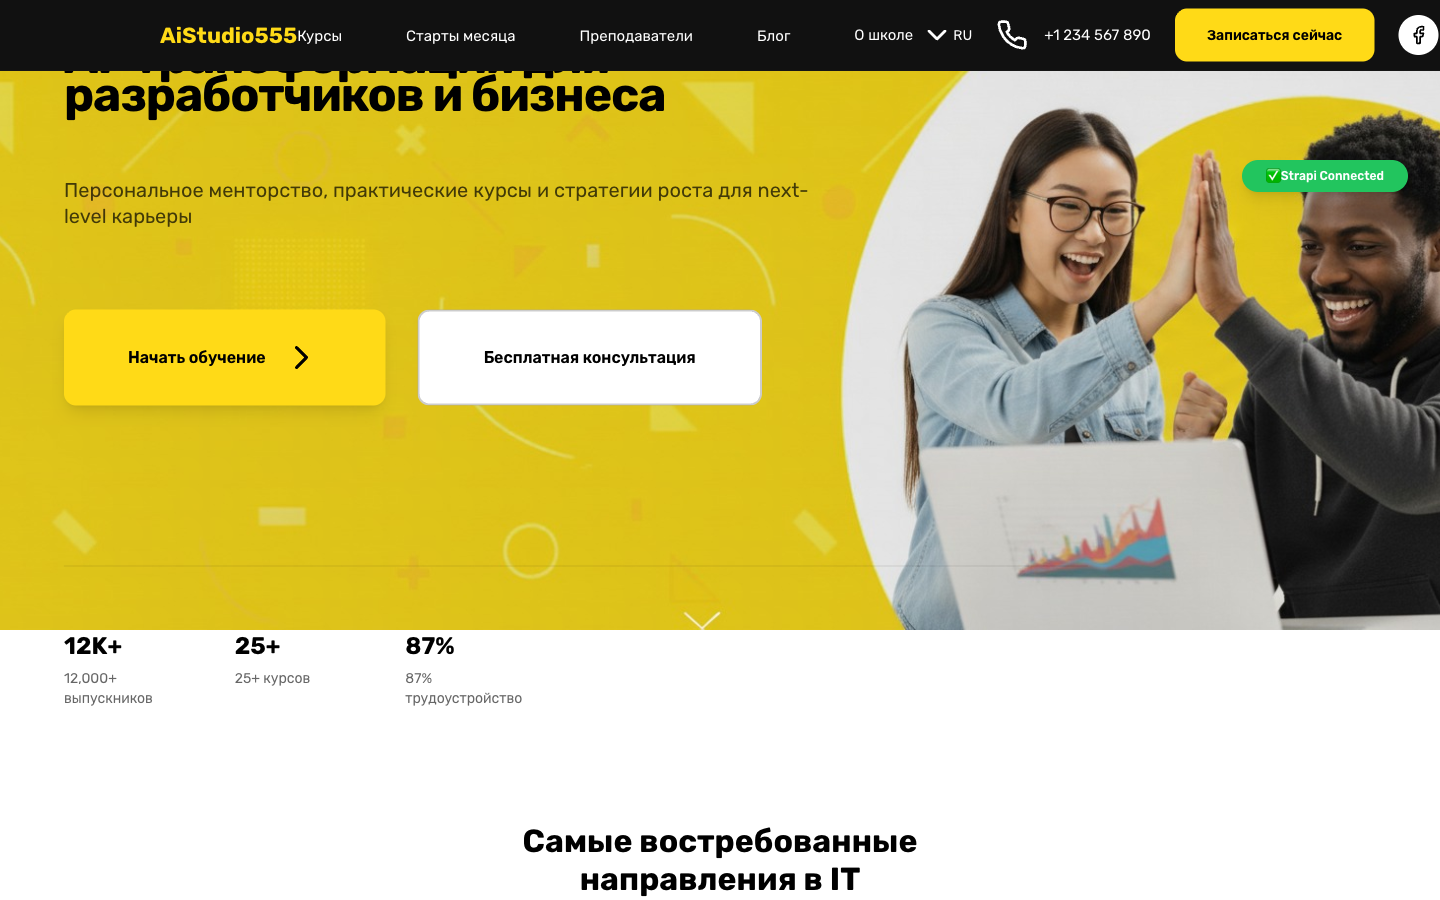 AiStudio555
Курсы
Старты месяца
Преподаватели
Блог
О школе
RU
+1 234 567 890
Записаться сейчас
разработчиков и бизнеса
Персональное менторство, практические курсы и стратегии роста для next-
level карьеры
✅Strapi Connected
Начать обучение
Бесплатная консультация
12K+
12,000+
выпускников
25+
25+ курсов
87%
87%
трудоустройство
Самые востребованные
направления в IT